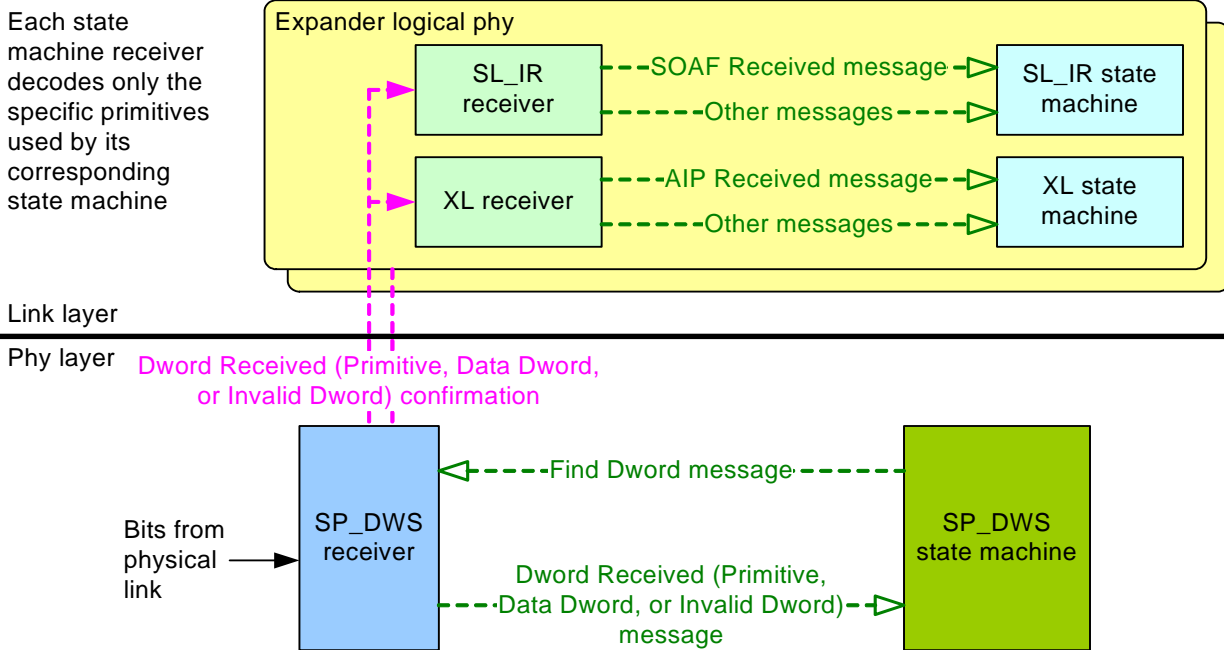 Each state
machine receiver
decodes only the
specific primitives
used by its
corresponding
state machine
Expander logical phy
SL_IR
receiver
SOAF Received message
Other messages
SL_IR state
machine
XL receiver
AIP Received message
Other messages
XL state
machine
Link layer
Phy layer
Dword Received (Primitive, Data Dword,
or Invalid Dword) confirmation
Bits from
physical
link
SP_DWS
receiver
Find Dword message
Dword Received (Primitive,
Data Dword, or Invalid Dword)
message
SP_DWS
state machine